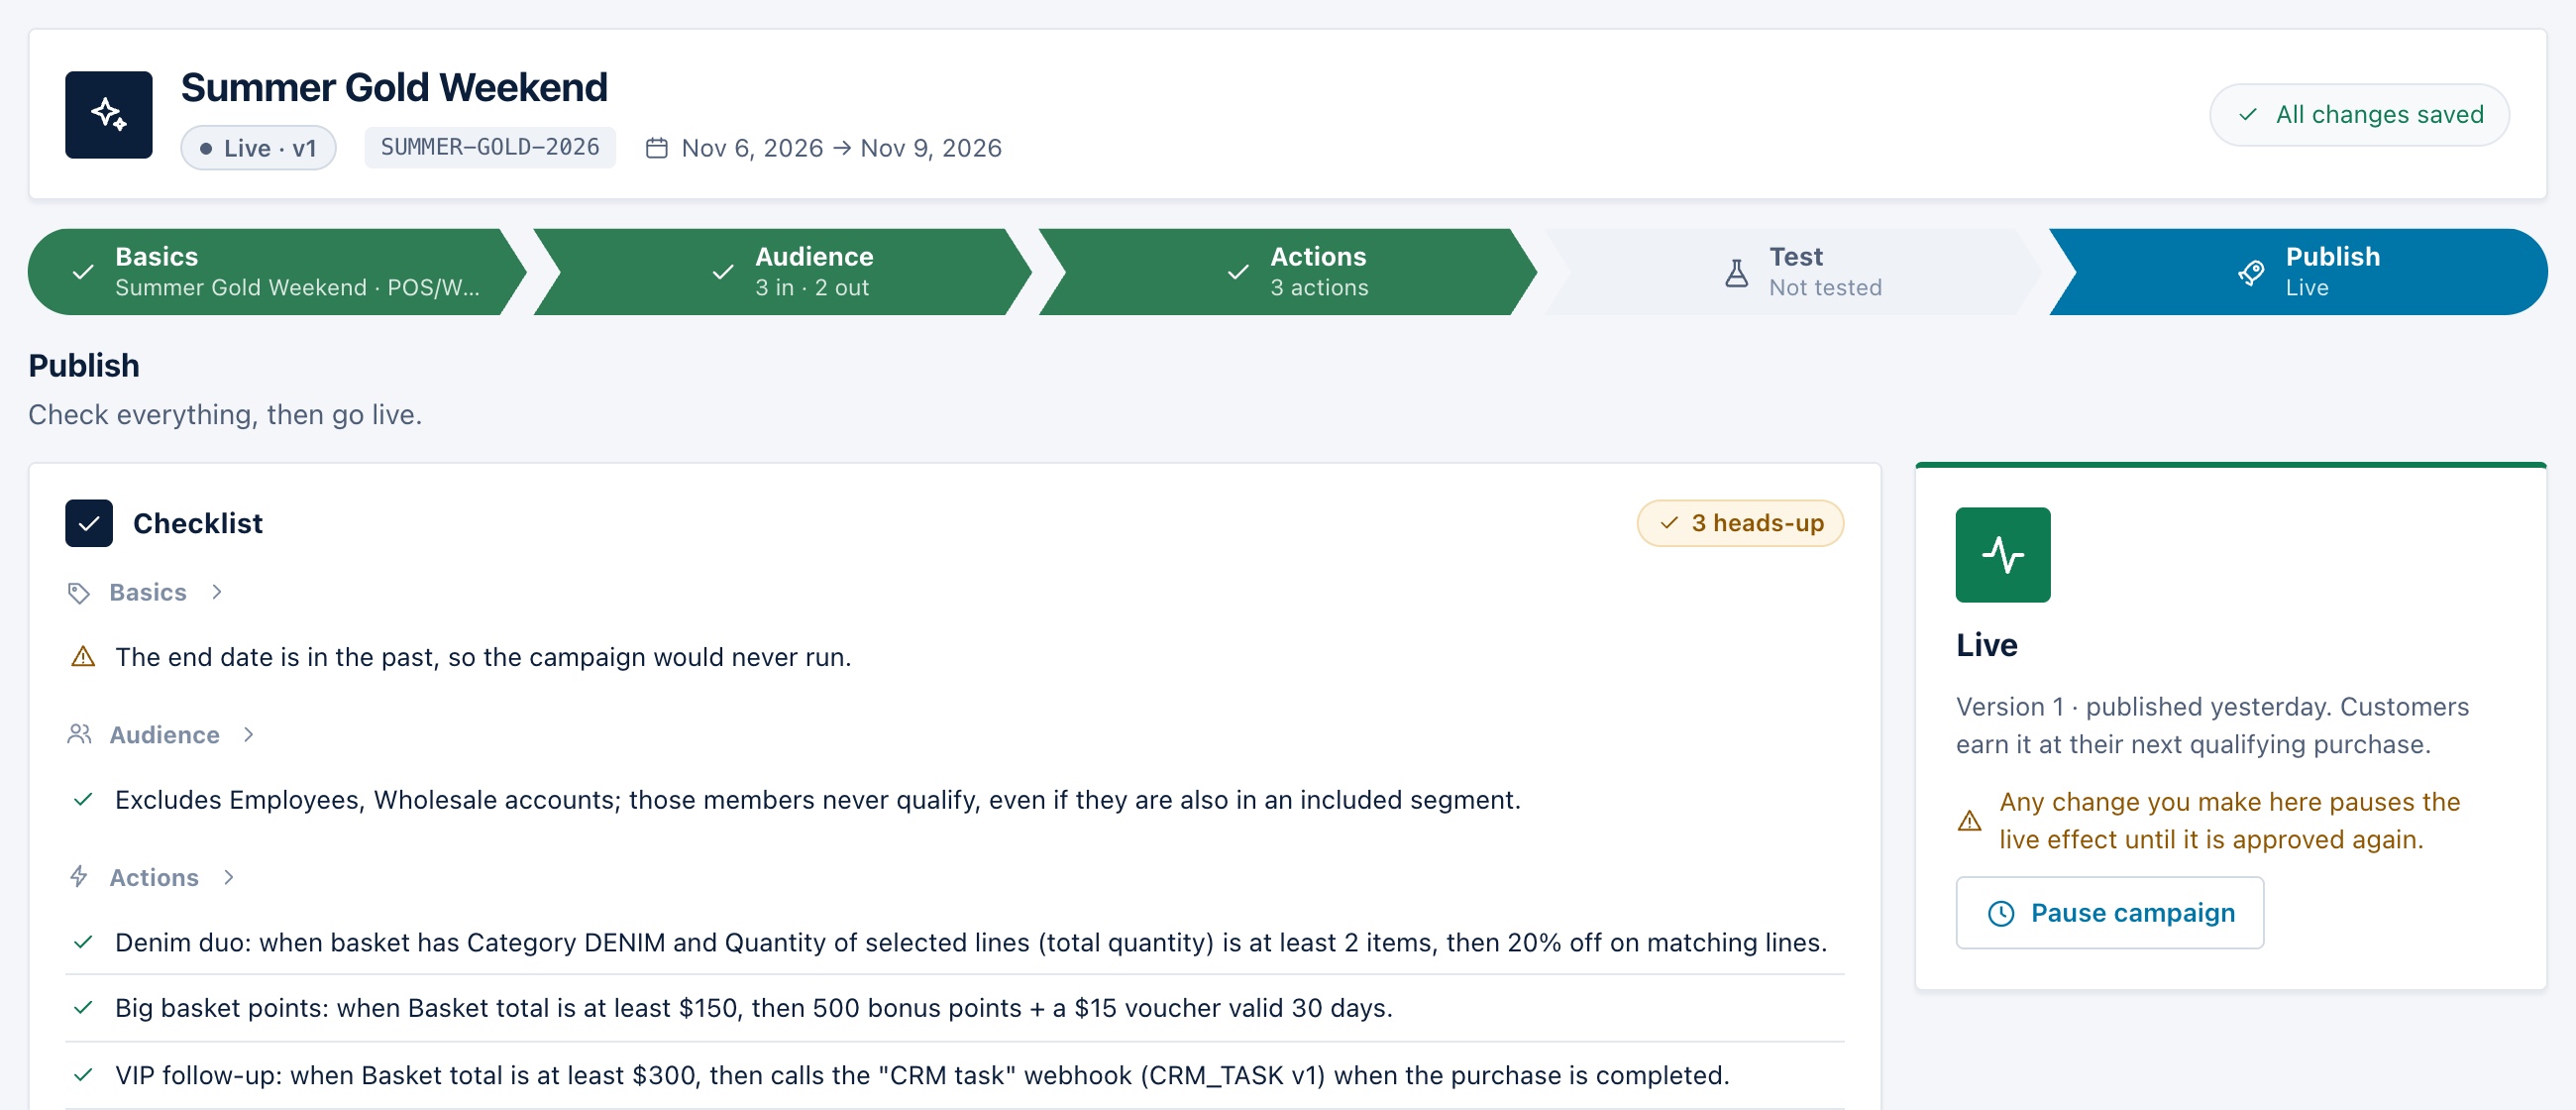 Summer Gold Weekend
Live · v1
SUMMER-GOLD-2026
Nov 6, 2026 → Nov 9, 2026
All changes saved
Basics
Summer Gold Weekend · POS/W...
Audience
3 in · 2 out
Actions
3 actions
Test
Not tested
Publish
Live
Publish
Check everything, then go live.
Checklist
3 heads-up
Basics
The end date is in the past, so the campaign would never run.
Audience
Excludes Employees, Wholesale accounts; those members never qualify, even if they are also in an included segment.
Actions
Denim duo: when basket has Category DENIM and Quantity of selected lines (total quantity) is at least 2 items, then 20% off on matching lines.
Big basket points: when Basket total is at least $150, then 500 bonus points + a $15 voucher valid 30 days.
VIP follow-up: when Basket total is at least $300, then calls the "CRM task" webhook (CRM_TASK v1) when the purchase is completed.
Live
Version 1 · published yesterday. Customers
earn it at their next qualifying purchase.
Any change you make here pauses the
live effect until it is approved again.
Pause campaign